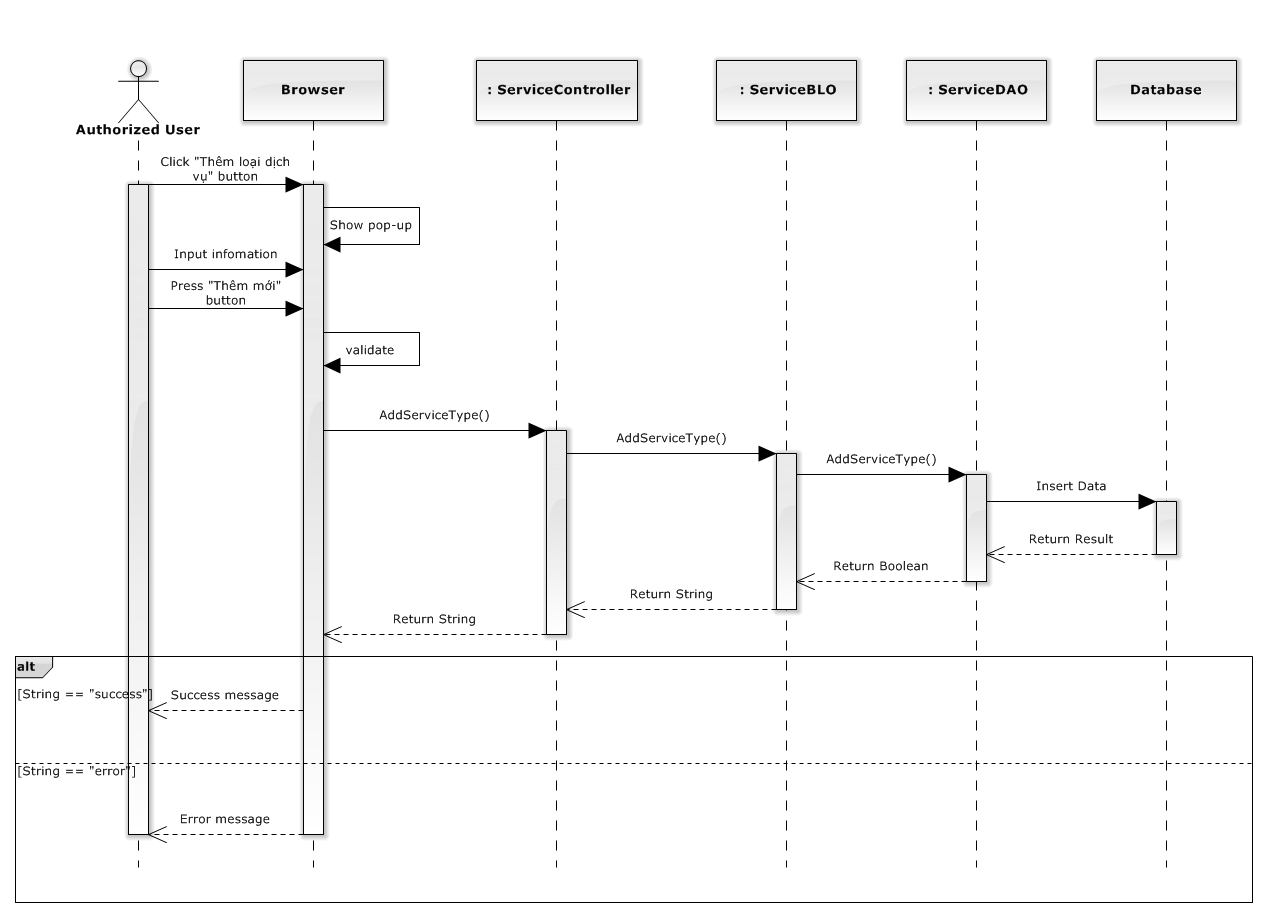 Authorized User
Browser
: ServiceController
: ServiceBLO
: ServiceDAO
Database
Click "Thêm loại dịch
vụ" button
Show pop-up
Input infomation
Press "Thêm mới"
button
validate
AddServiceType()
AddServiceType()
AddServiceType()
Insert Data
Return Result
Return Boolean
Return String
Return String
alt
[String == "success"]
Success message
[String == "error"]
Error message